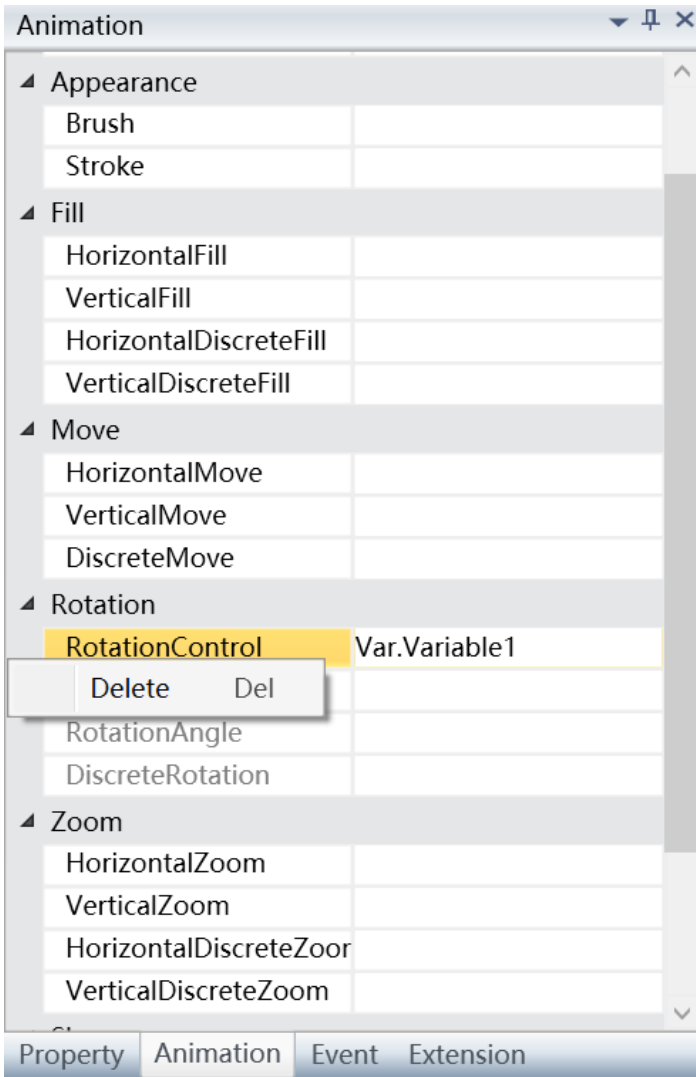 Animation
Appearance
Brush
Stroke
Fill
HorizontalFill
VerticalFill
HorizontalDiscreteFill
VerticalDiscreteFill
Move
HorizontalMove
VerticalMove
DiscreteMove
Rotation
RotationControl Var.Variable1
Delete Del
RotationAngle
DiscreteRotation
Zoom
HorizontalZoom
VerticalZoom
HorizontalDiscreteZoor
VerticalDiscreteZoom
Property Animation Event Extension